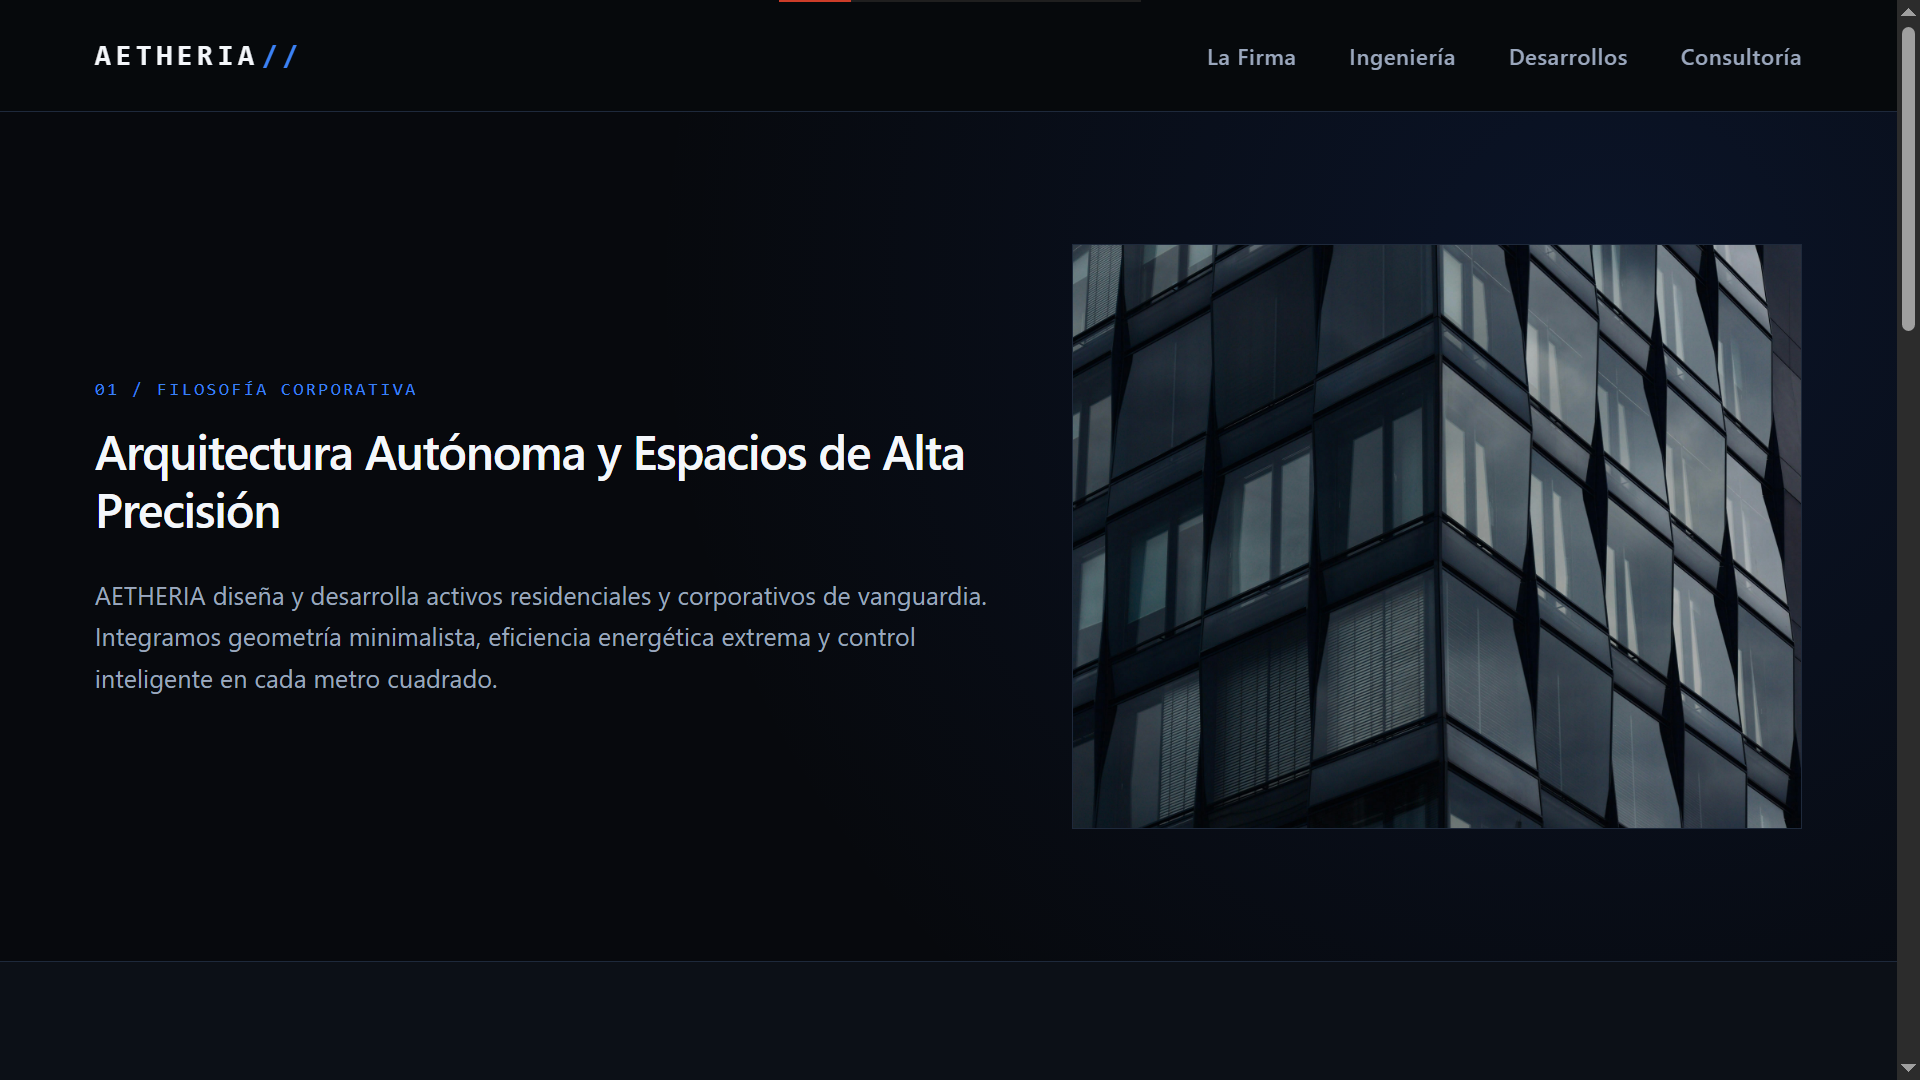 AETHERIA//
La Firma
Ingeniería
Desarrollos
Consultoría
01 / FILOSOFÍA CORPORATIVA
Arquitectura Autónoma y Espacios de Alta
Precisión
AETHERIA diseña y desarrolla activos residenciales y corporativos de vanguardia.
Integramos geometría minimalista, eficiencia energética extrema y control
inteligente en cada metro cuadrado.